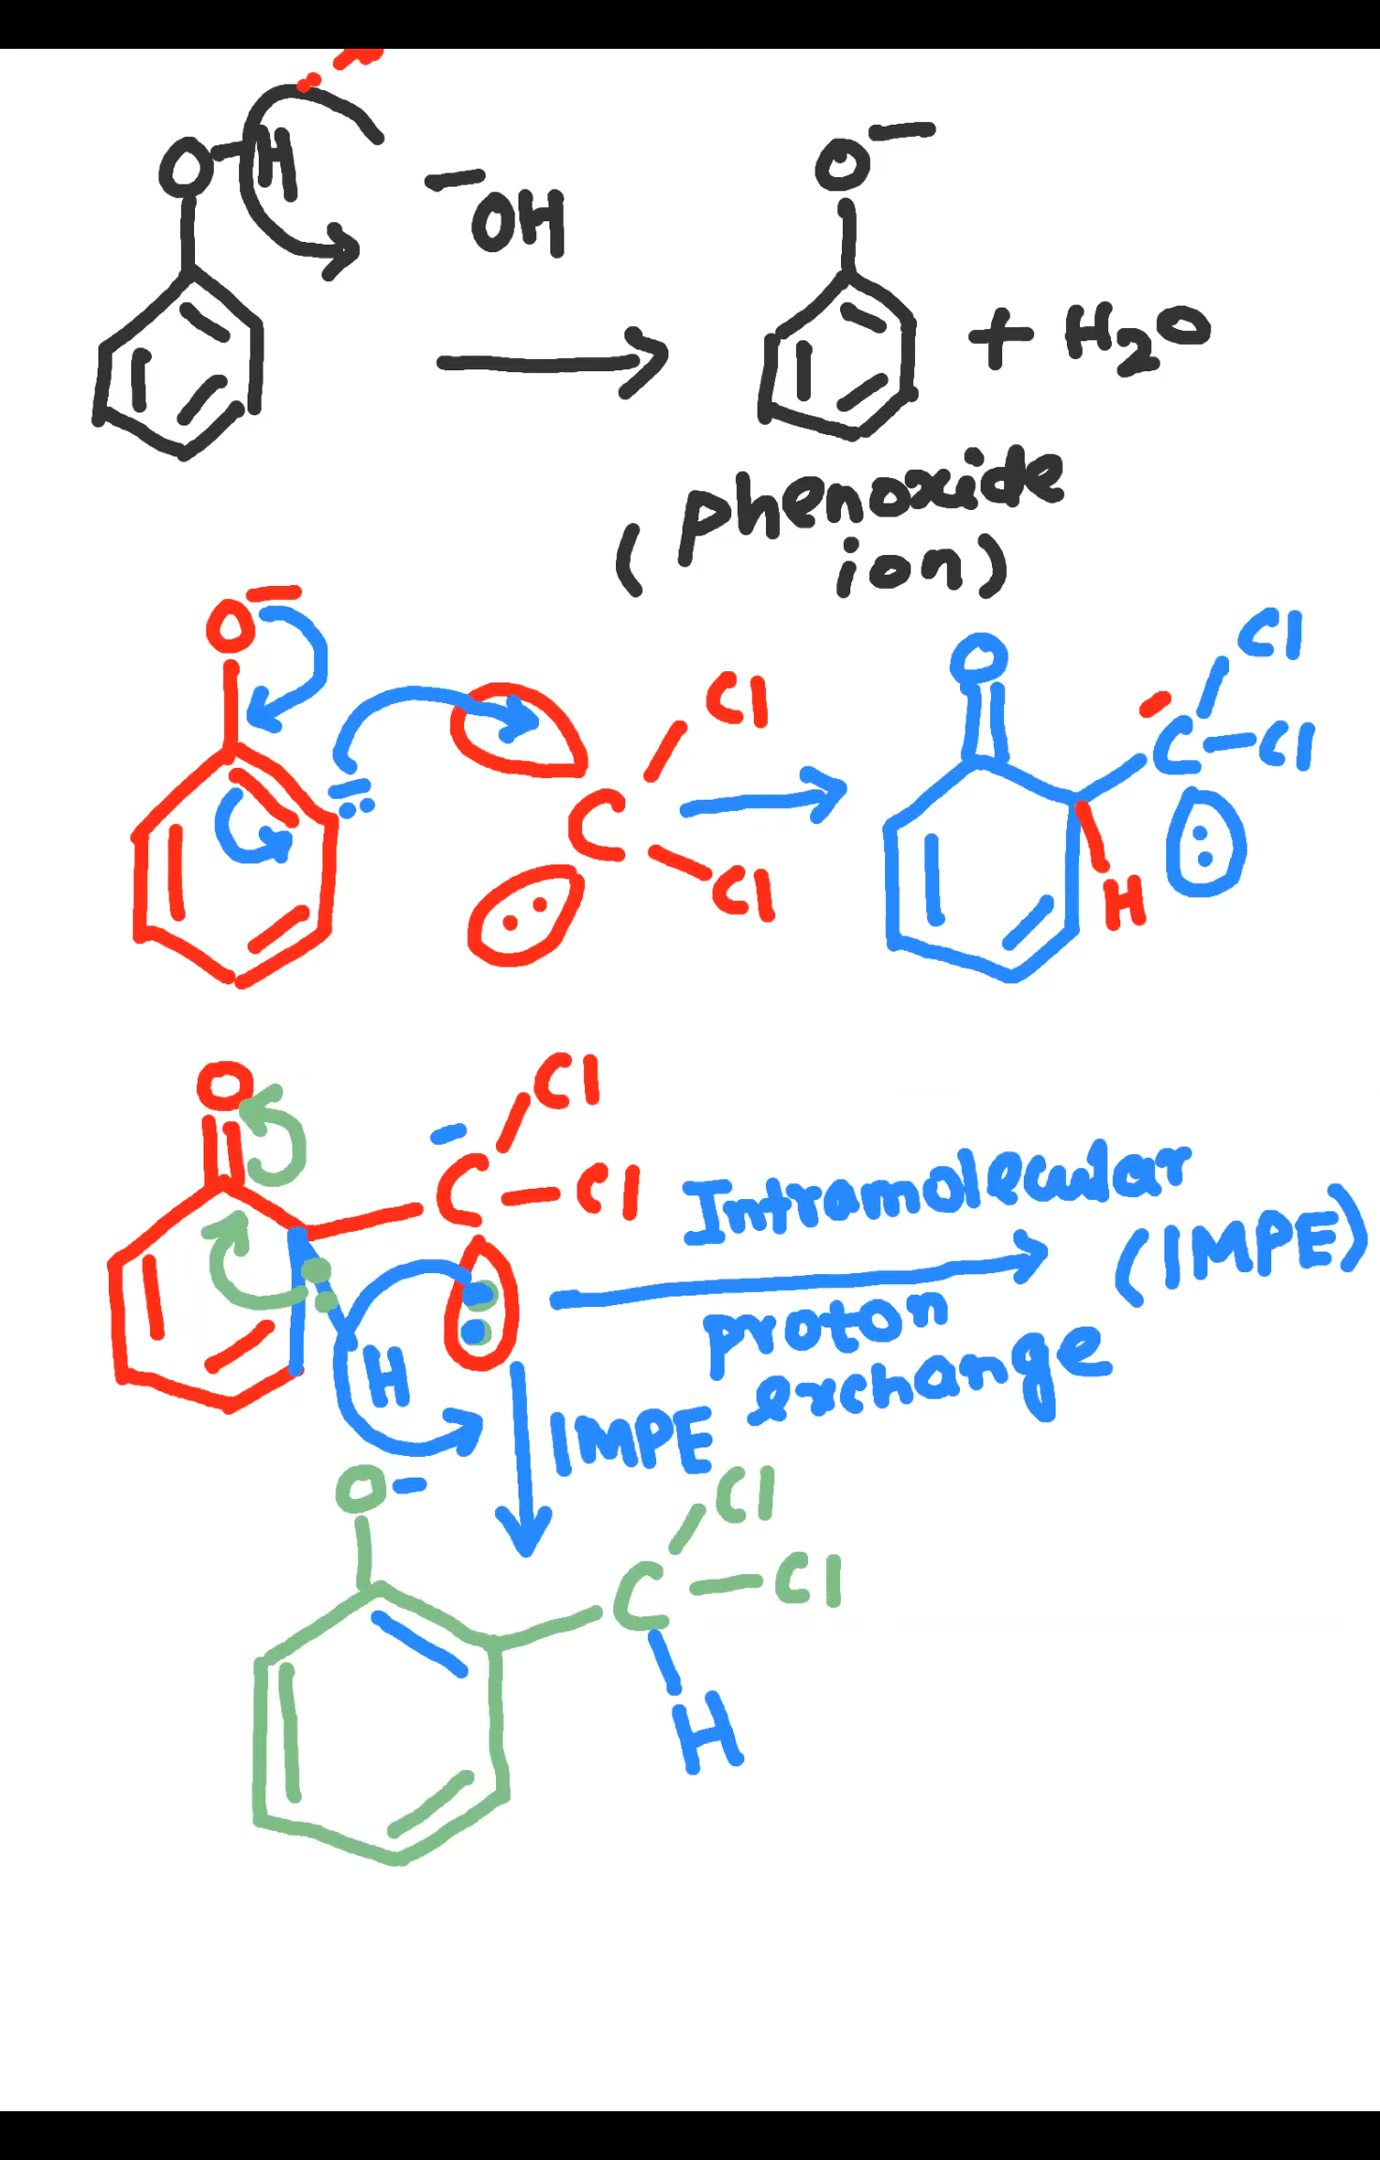 O-H
⁻OH
O⁻
+ H₂O
(phenoxide
ion)
O⁻
Cl
C
Cl
O
Cl
C-Cl
H
O
Cl
C-Cl
H
Intramolecular
(IMPE)
proton
exchange
IMPE
O⁻
Cl
C-Cl
H